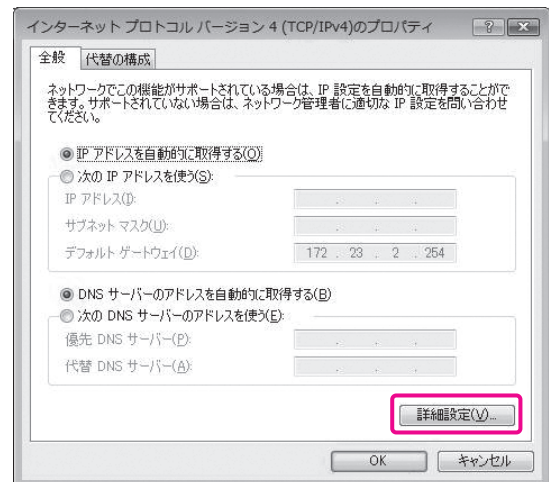 インターネット プロトコル バージョン 4 (TCP/IPv4)のプロパティ
全般
代替の構成
ネットワークでこの機能がサポートされている場合は、IP 設定を自動的に取得することがで
きます。サポートされていない場合は、ネットワーク管理者に適切な IP 設定を問い合わせ
てください。
IP アドレスを自動的に取得する(O)
次の IP アドレスを使う(S):
IP アドレス(I):
サブネット マスク(U):
デフォルト ゲートウェイ(D): 172 . 23 . 2 . 254
DNS サーバーのアドレスを自動的に取得する(B)
次の DNS サーバーのアドレスを使う(E):
優先 DNS サーバー(P):
代替 DNS サーバー(A):
詳細設定(V)...
OK キャンセル